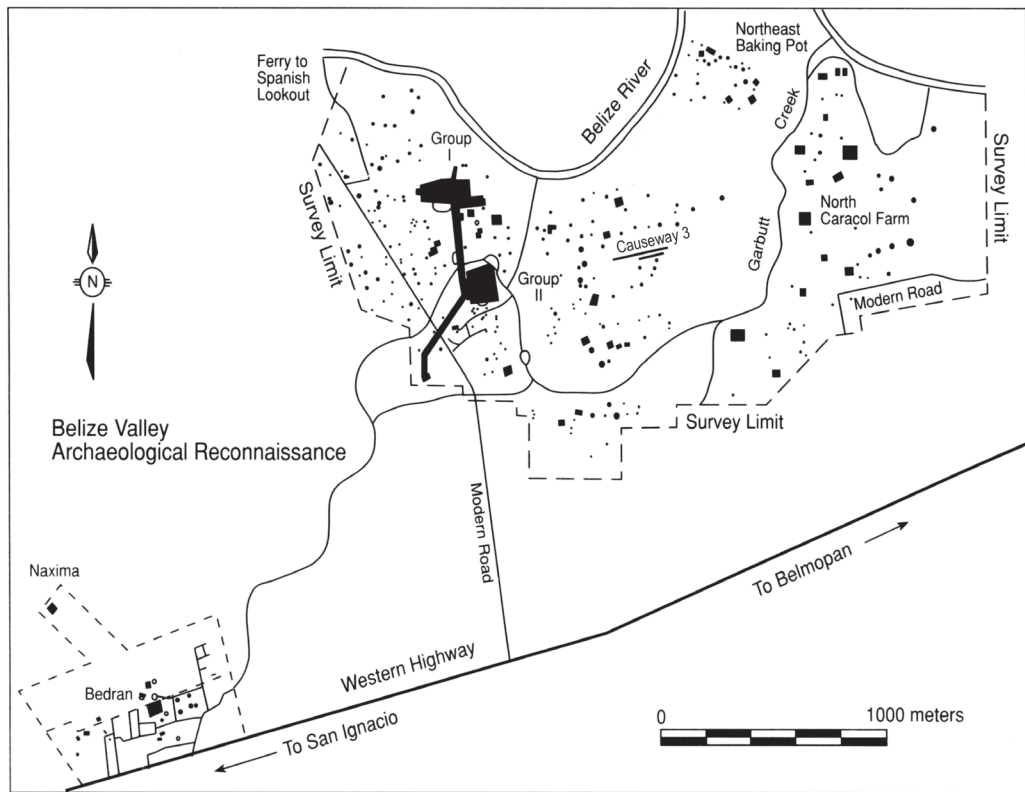 Northeast
Baking Pot
Ferry to
Spanish
Lookout
Belize River
Creek
Group
I
Survey Limit
Survey Limit
North
Caracol Farm
Garbutt
Causeway 3
N
Group
II
Modern Road
Survey Limit
Belize Valley
Archaeological Reconnaissance
Modern Road
To Belmopan
Naxima
Western Highway
Bedran
To San Ignacio
0
1000 meters